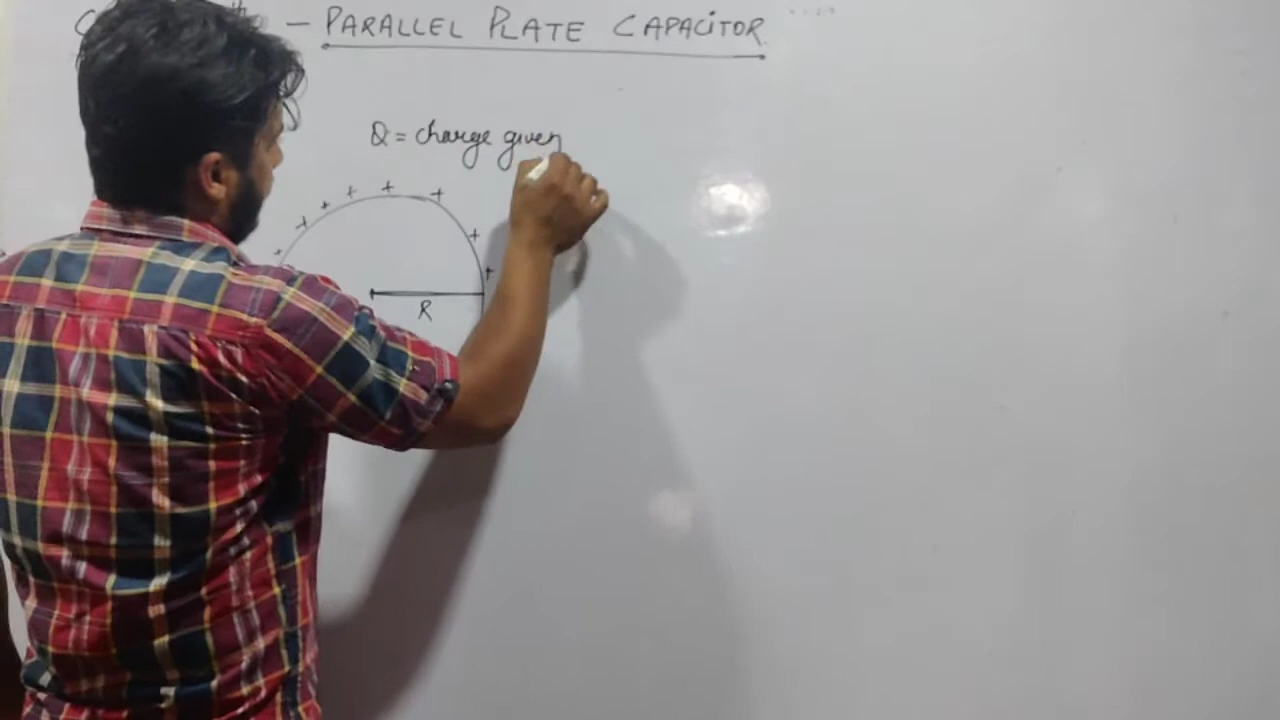 - PARALLEL PLATE CAPACITOR
Q = charge given
+ + + + + + + +
R